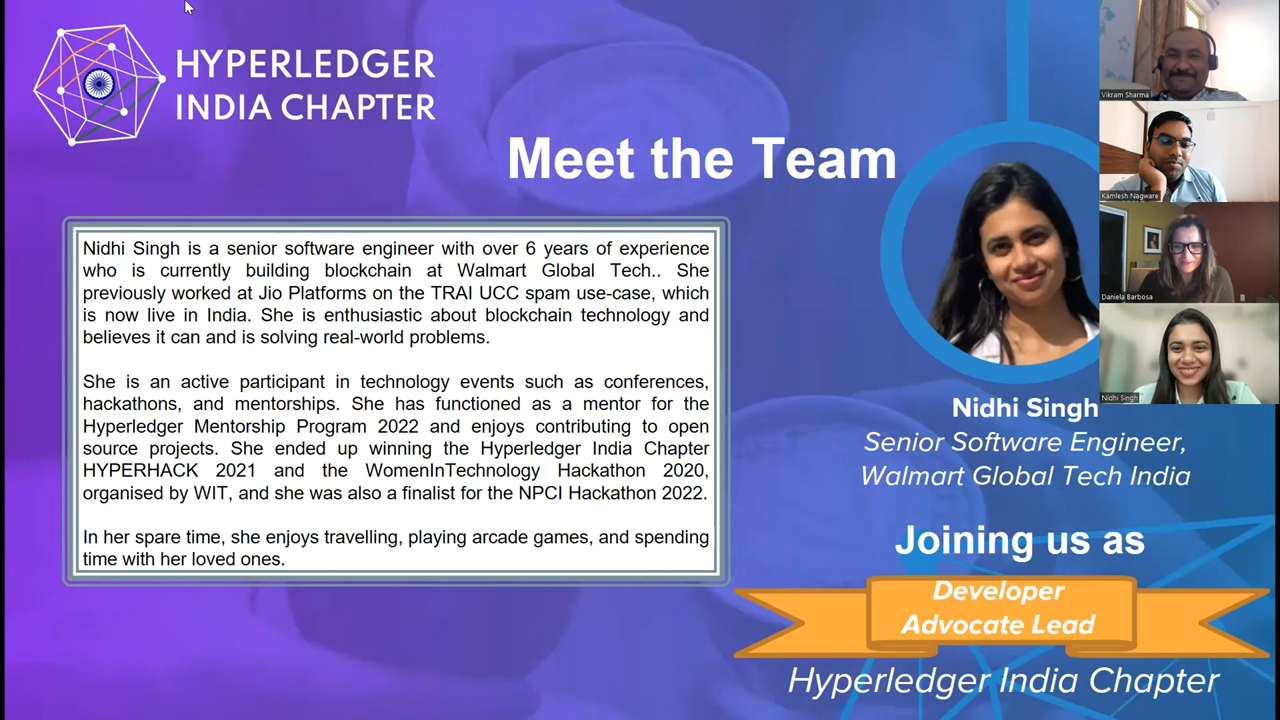 HYPERLEDGER
INDIA CHAPTER
Meet the Team
Nidhi Singh is a senior software engineer with over 6 years of experience
who is currently building blockchain at Walmart Global Tech.. She
previously worked at Jio Platforms on the TRAI UCC spam use-case, which
is now live in India. She is enthusiastic about blockchain technology and
believes it can and is solving real-world problems.
She is an active participant in technology events such as conferences,
hackathons, and mentorships. She has functioned as a mentor for the
Hyperledger Mentorship Program 2022 and enjoys contributing to open
source projects. She ended up winning the Hyperledger India Chapter
HYPERHACK 2021 and the WomenInTechnology Hackathon 2020,
organised by WIT, and she was also a finalist for the NPCI Hackathon 2022.
In her spare time, she enjoys travelling, playing arcade games, and spending
time with her loved ones.
Nidhi Singh
Senior Software Engineer,
Walmart Global Tech India
Joining us as
Developer
Advocate Lead
Hyperledger India Chapter
Vikram Sharma
Kamlesh Nagware
Daniela Barbosa
Nidhi Singh